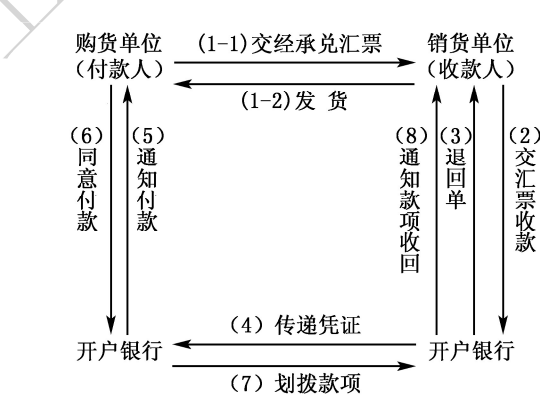 购货单位
（付款人）
(1-1)交经承兑汇票
(1-2)发 货
销货单位
（收款人）
（6）同意付款
（5）通知付款
（8）通知款项收回
（3）退回单
（2）交汇票收款
（4）传递凭证
开户银行
开户银行
（7）划拨款项